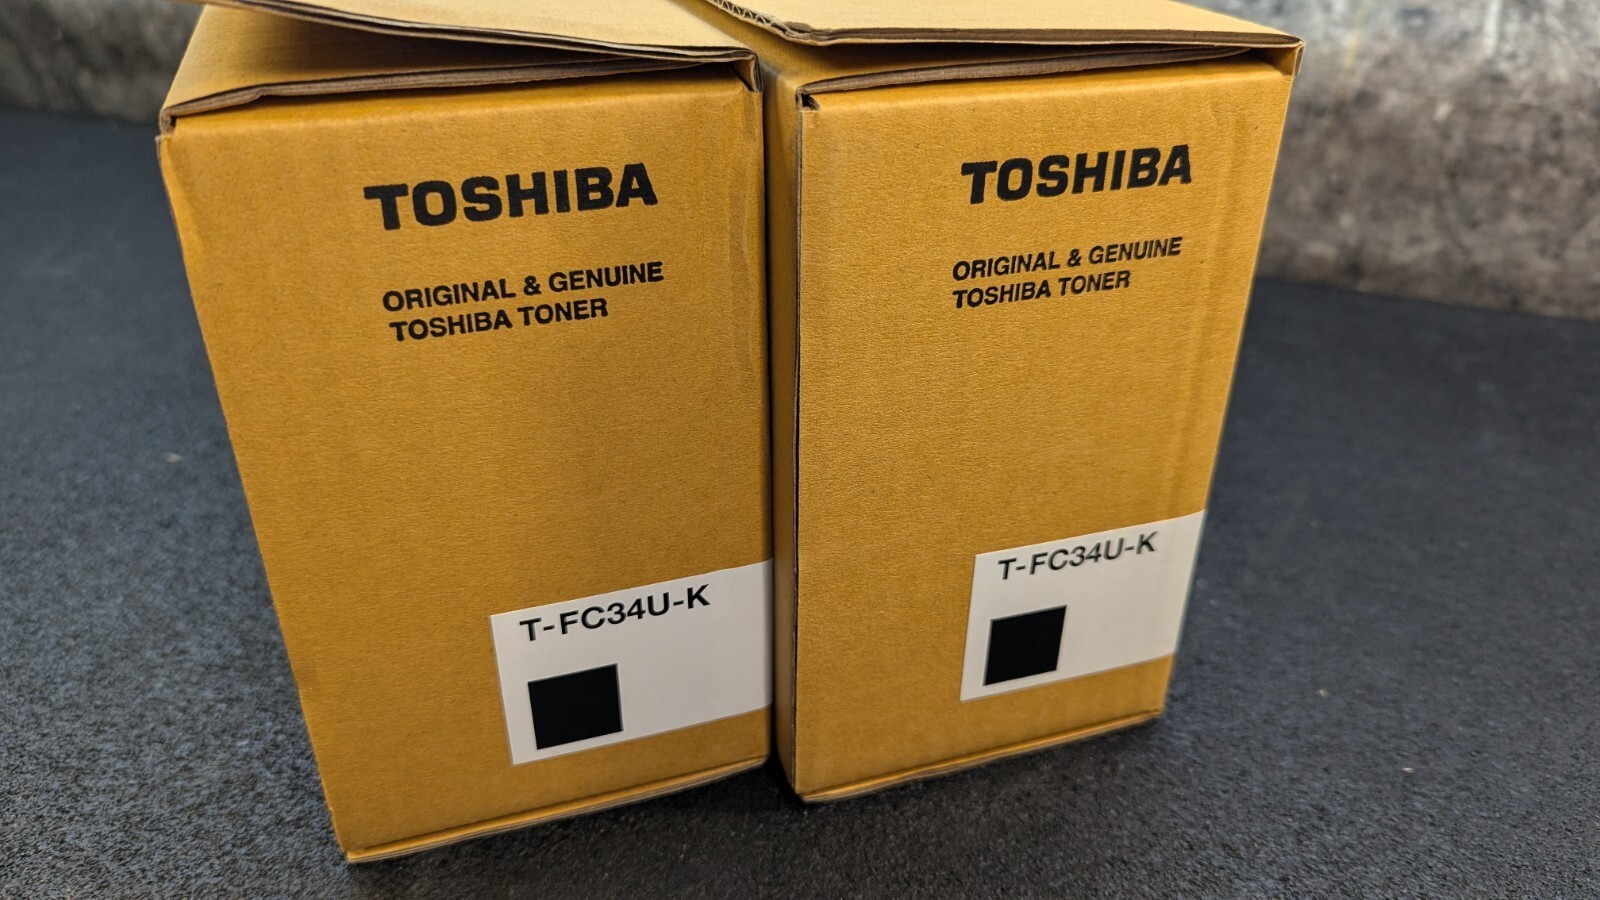 TOSHIBA
ORIGINAL & GENUINE
TOSHIBA TONER
T-FC34U-K
TOSHIBA
ORIGINAL & GENUINE
TOSHIBA TONER
T-FC34U-K